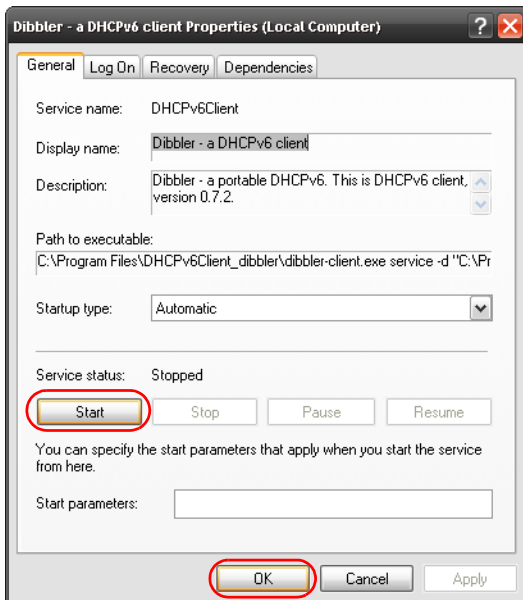 Dibbler - a DHCPv6 client Properties (Local Computer)
General Log On Recovery Dependencies
Service name: DHCPv6Client
Display name: Dibbler - a DHCPv6 client
Description: Dibbler - a portable DHCPv6. This is DHCPv6 client,
version 0.7.2.
Path to executable:
C:\Program Files\DHCPv6Client_dibbler\dibbler-client.exe service -d "C:\Pr
Startup type: Automatic
Service status: Stopped
Start Stop Pause Resume
You can specify the start parameters that apply when you start the service
from here.
Start parameters:
OK Cancel Apply